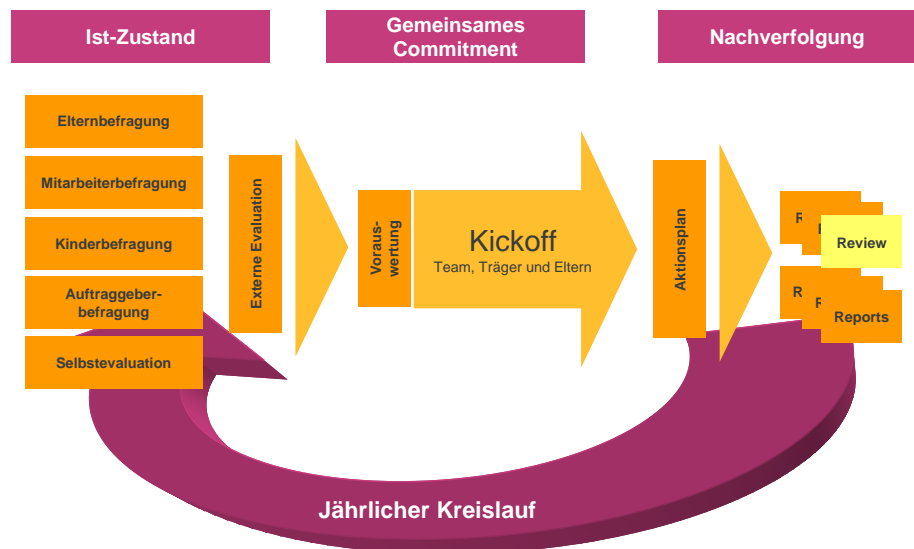 Ist-Zustand
Gemeinsames
Commitment
Nachverfolgung
Elternbefragung
Mitarbeiterbefragung
Kinderbefragung
Auftraggeber-
befragung
Selbstevaluation
Externe Evaluation
Voraus-
wertung
Kickoff
Team, Träger und Eltern
Aktionsplan
Review
Reports
Jährlicher Kreislauf